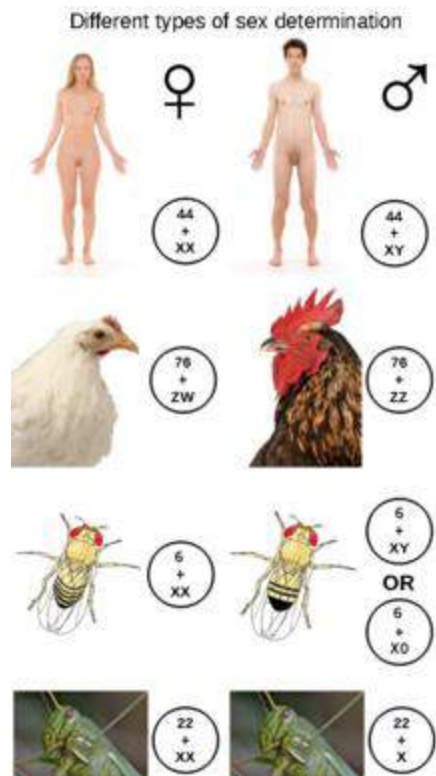 Different types of sex determination
♀
♂
44
+
XX
44
+
XY
76
+
ZW
76
+
ZZ
6
+
XX
6
+
XY
OR
6
+
X0
22
+
XX
22
+
X